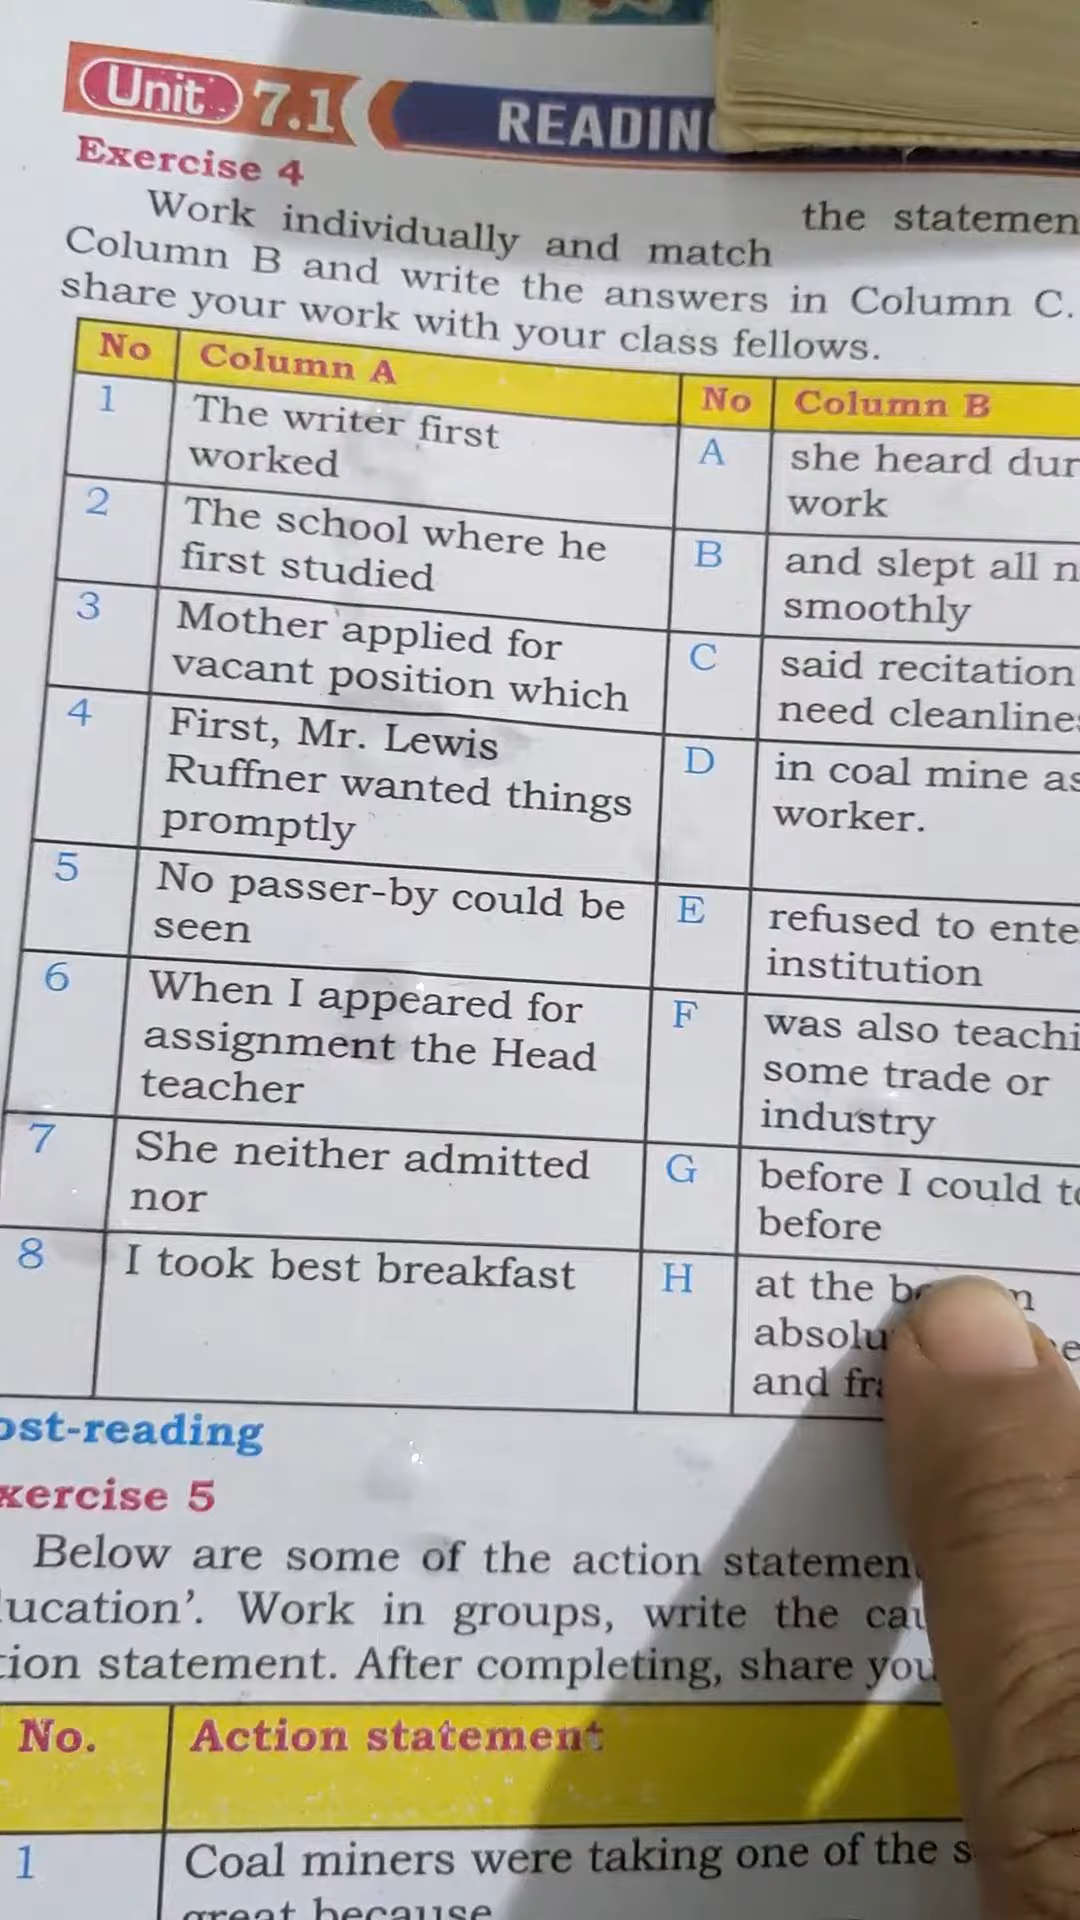 Unit 7.1 READING
Exercise 4
Work individually and match the statemen
Column B and write the answers in Column C.
share your work with your class fellows.
No Column A No Column B
1 The writer first A she heard dur
worked work
2 The school where he B and slept all n
first studied smoothly
3 Mother applied for C said recitation
vacant position which need cleanline
4 First, Mr. Lewis D in coal mine as
Ruffner wanted things worker.
promptly
5 No passer-by could be E refused to ente
seen institution
6 When I appeared for F was also teachi
assignment the Head some trade or
teacher industry
7 She neither admitted G before I could to
nor before
8 I took best breakfast H at the
absolu
and fra
ost-reading
xercise 5
Below are some of the action statemen
ucation’. Work in groups, write the cau
tion statement. After completing, share you
No. Action statement
1 Coal miners were taking one of the s
great because